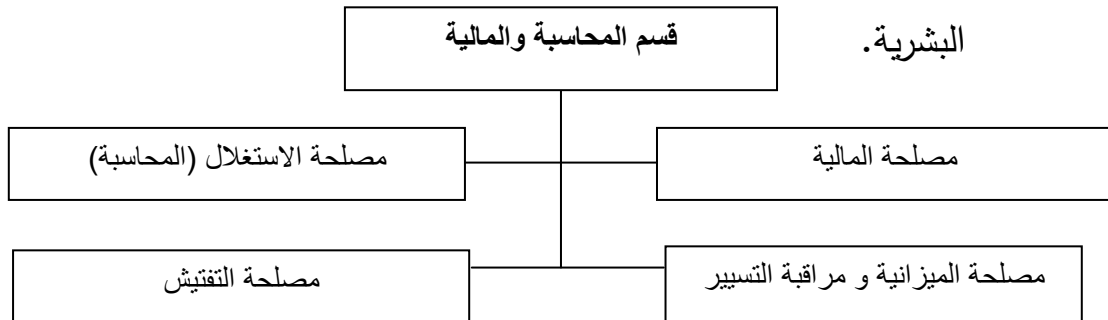 البشرية.
قسم المحاسبة والمالية
مصلحة المالية
مصلحة الاستغلال (المحاسبة)
مصلحة الميزانية و مراقبة التسيير
مصلحة التفتيش